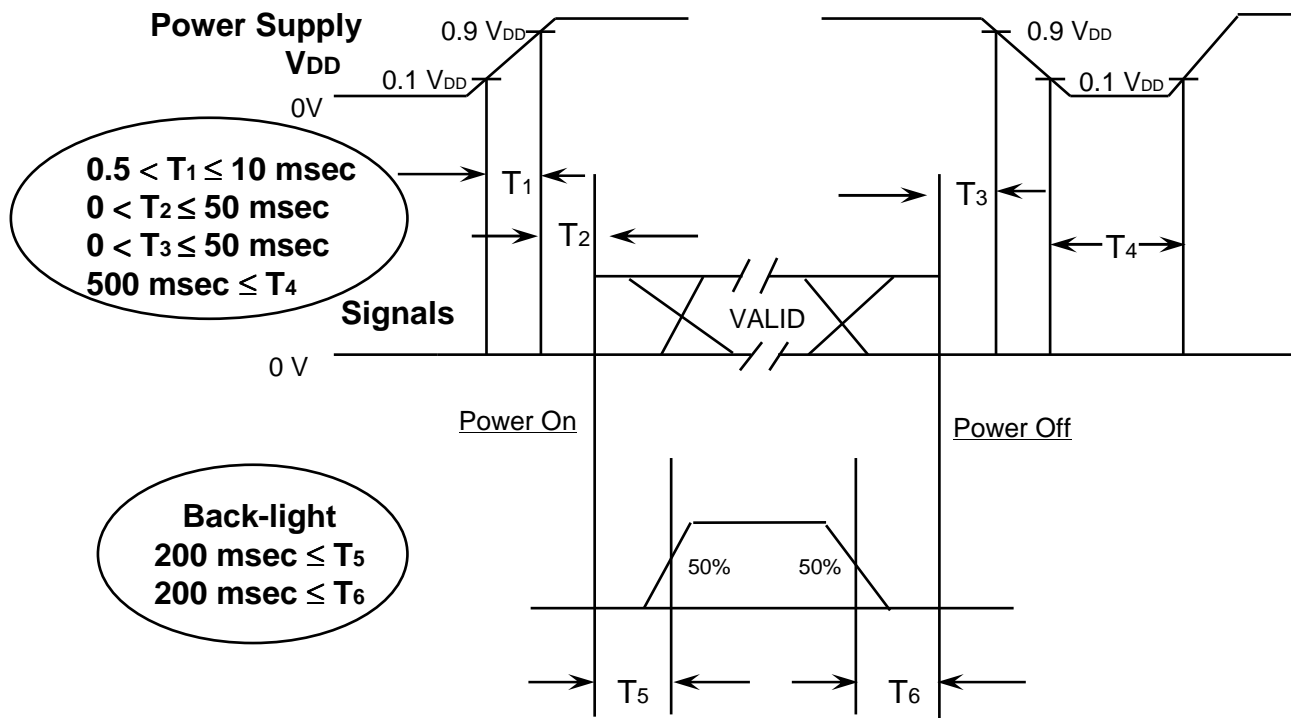 Power Supply
VDD
0.9 VDD
0.1 VDD
0V
0.9 VDD
0.1 VDD
0.5 < T1 ≤ 10 msec
0 < T2 ≤ 50 msec
0 < T3 ≤ 50 msec
500 msec ≤ T4
T1
T2
T3
T4
Signals
VALID
0 V
Power On
Power Off
Back-light
200 msec ≤ T5
200 msec ≤ T6
50%
50%
T5
T6